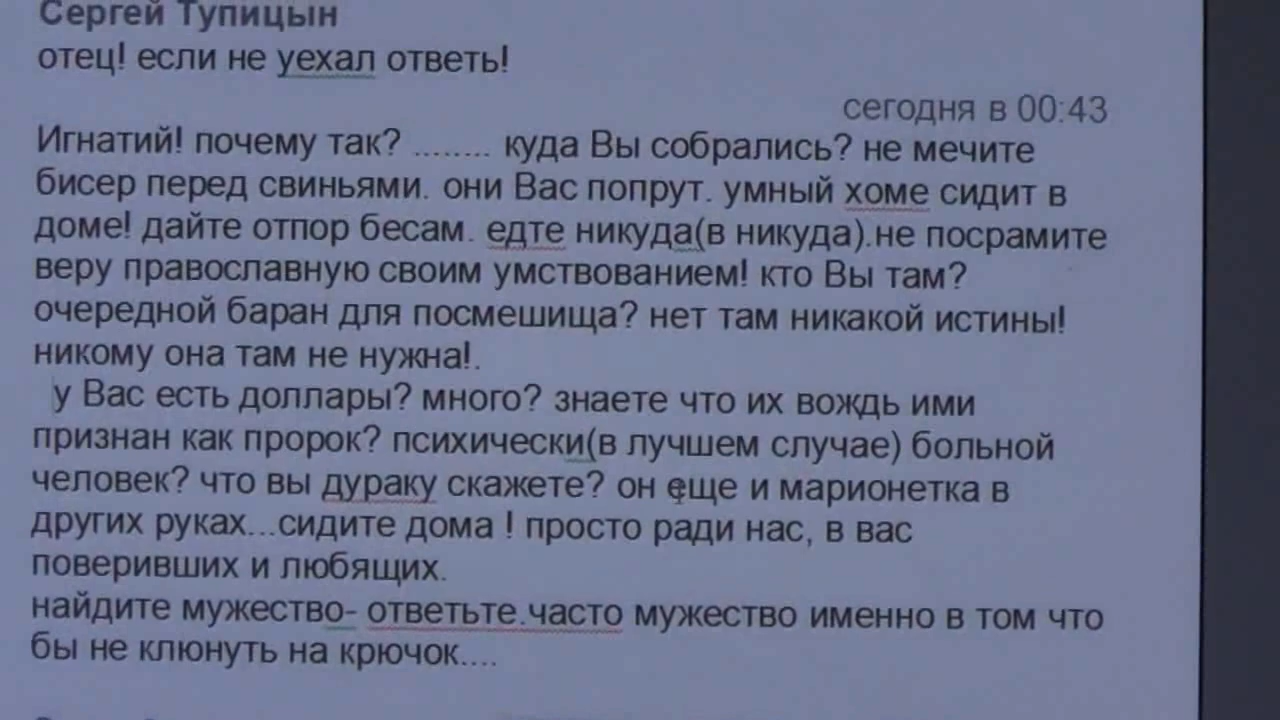 Сергей Тупицын
отец! если не уехал ответь!
сегодня в 00:43
Игнатий! почему так? ........ куда Вы собрались? не мечите
бисер перед свиньями. они Вас попрут. умный хоме сидит в
доме! дайте отпор бесам. едте никуда(в никуда).не посрамите
веру православную своим умствованием! кто Вы там?
очередной баран для посмешища? нет там никакой истины!
никому она там не нужна!.
у Вас есть доллары? много? знаете что их вождь ими
признан как пророк? психически(в лучшем случае) больной
человек? что вы дураку скажете? он еще и марионетка в
других руках...сидите дома ! просто ради нас, в вас
поверивших и любящих.
найдите мужество- ответьте.часто мужество именно в том что
бы не клюнуть на крючок....